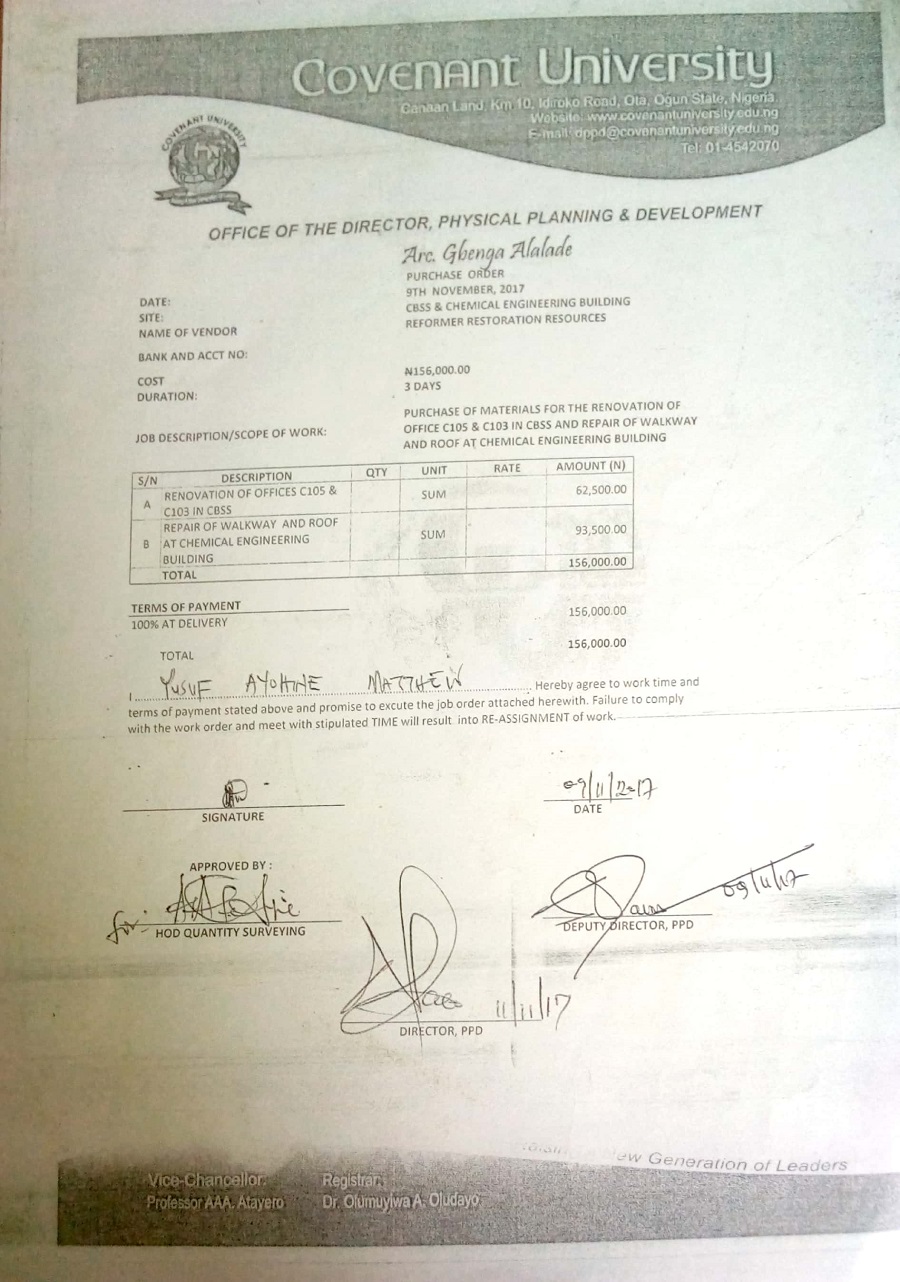 Covenant University
Canaan Land, Km 10, Idiroko Road, Ota, Ogun State, Nigeria
Website: www.covenantuniversity.edu.ng
E-mail: dppd@covenantuniversity.edu.ng
Tel: 01-4542070
COVENANT UNIVERSITY
OFFICE OF THE DIRECTOR, PHYSICAL PLANNING & DEVELOPMENT
Arc. Gbenga Alalade
PURCHASE ORDER
DATE: 9TH NOVEMBER, 2017
SITE: CBSS & CHEMICAL ENGINEERING BUILDING
NAME OF VENDOR REFORMER RESTORATION RESOURCES
BANK AND ACCT NO:
COST ₦156,000.00
DURATION: 3 DAYS
JOB DESCRIPTION/SCOPE OF WORK: PURCHASE OF MATERIALS FOR THE RENOVATION OF
OFFICE C105 & C103 IN CBSS AND REPAIR OF WALKWAY
AND ROOF AT CHEMICAL ENGINEERING BUILDING
S/N DESCRIPTION QTY UNIT RATE AMOUNT (N)
A RENOVATION OF OFFICES C105 & SUM 62,500.00
C103 IN CBSS
REPAIR OF WALKWAY AND ROOF
B AT CHEMICAL ENGINEERING SUM 93,500.00
BUILDING
TOTAL 156,000.00
TERMS OF PAYMENT
100% AT DELIVERY 156,000.00
TOTAL 156,000.00
I YUSUF AYOHINE MATTHEW Hereby agree to work time and
terms of payment stated above and promise to excute the job order attached herewith. Failure to comply
with the work order and meet with stipulated TIME will result into RE-ASSIGNMENT of work.
09/11/2017
SIGNATURE DATE
APPROVED BY :
09/11/17
for:
HOD QUANTITY SURVEYING DEPUTY DIRECTOR, PPD
11/11/17
DIRECTOR, PPD
New Generation of Leaders
Vice-Chancellor: Registrar:
Professor AAA. Atayero Dr. Olumuyiwa A. Oludayo